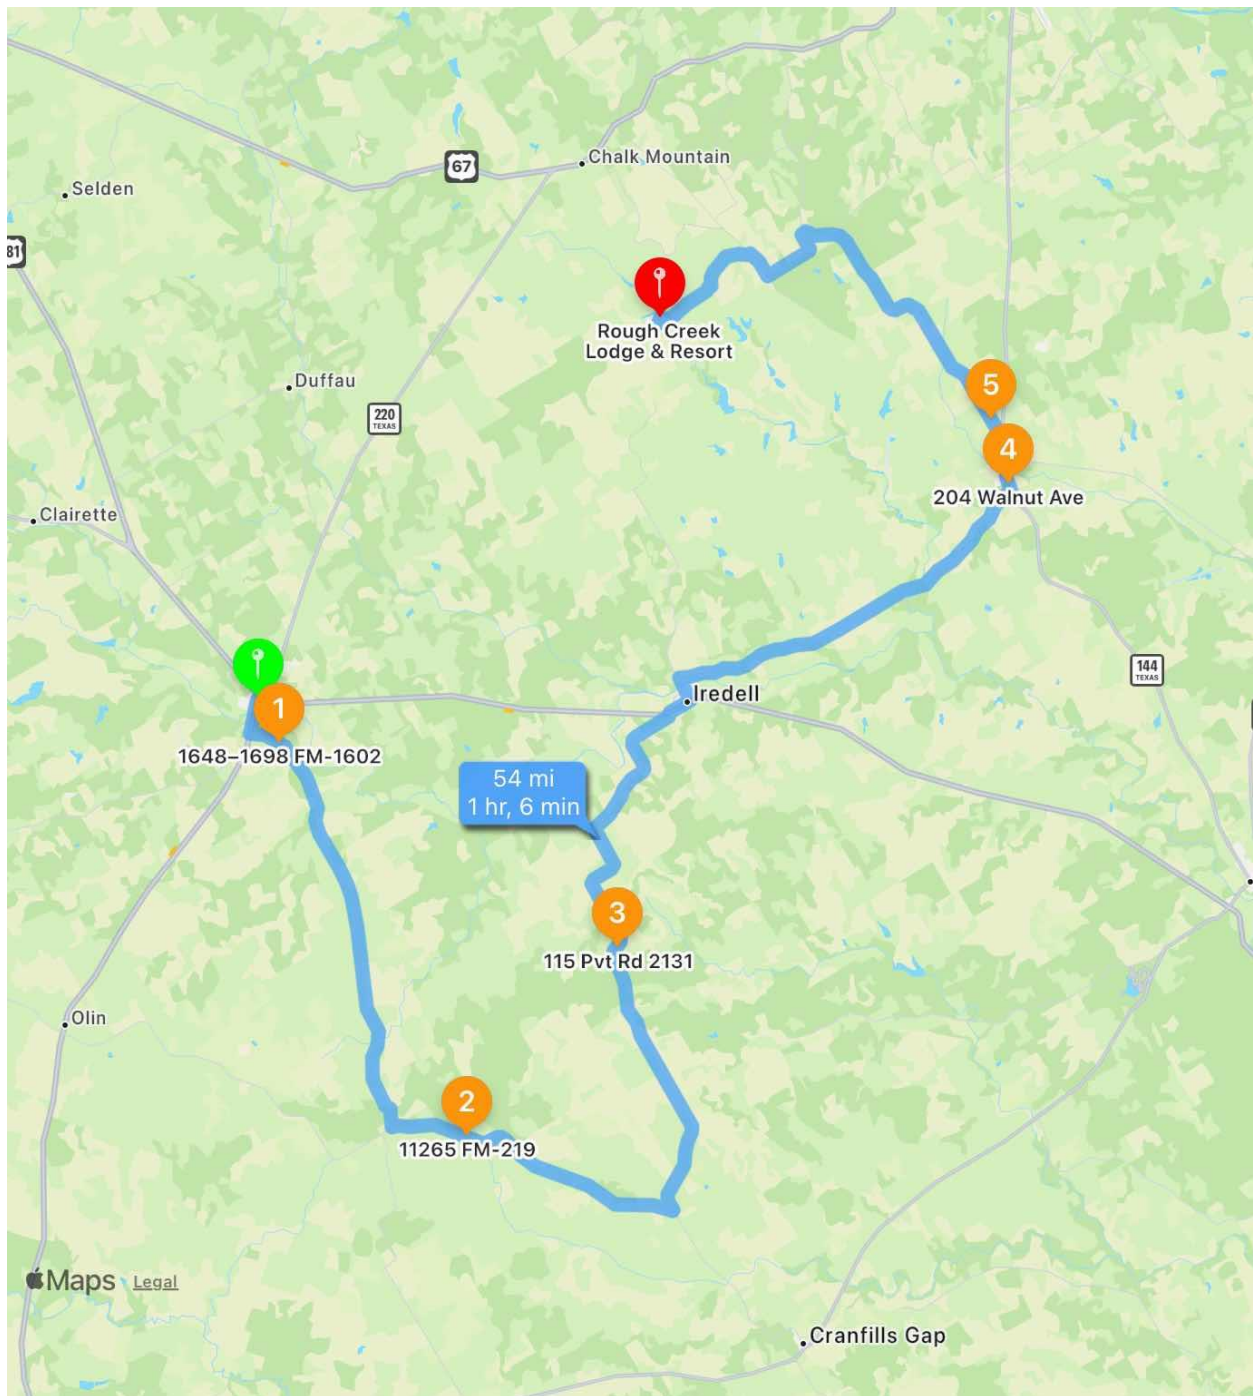 67
Chalk Mountain
Selden
81
Rough Creek
Lodge & Resort
Duffau
5
220
TEXAS
4
204 Walnut Ave
Clairette
144
TEXAS
Iredell
1
1648–1698 FM-1602
54 mi
1 hr, 6 min
3
115 Pvt Rd 2131
Olin
2
11265 FM-219
Maps Legal
Cranfills Gap